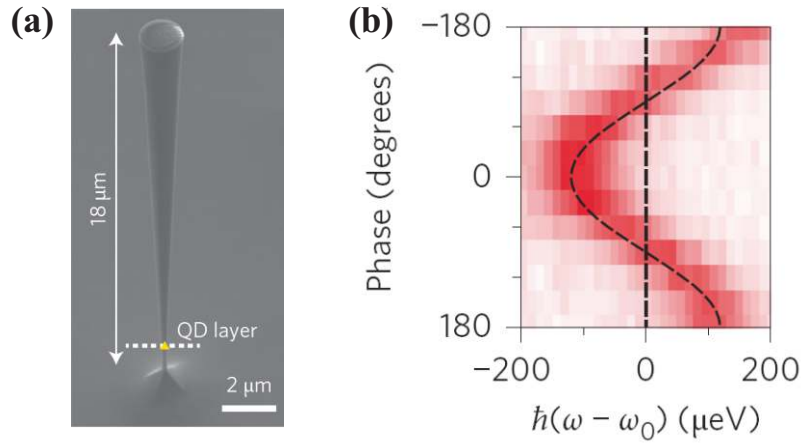 (a)
18 μm
QD layer
2 μm
(b)
Phase (degrees)
−180
0
180
−200
0
200
ħ(ω − ω₀) (μeV)